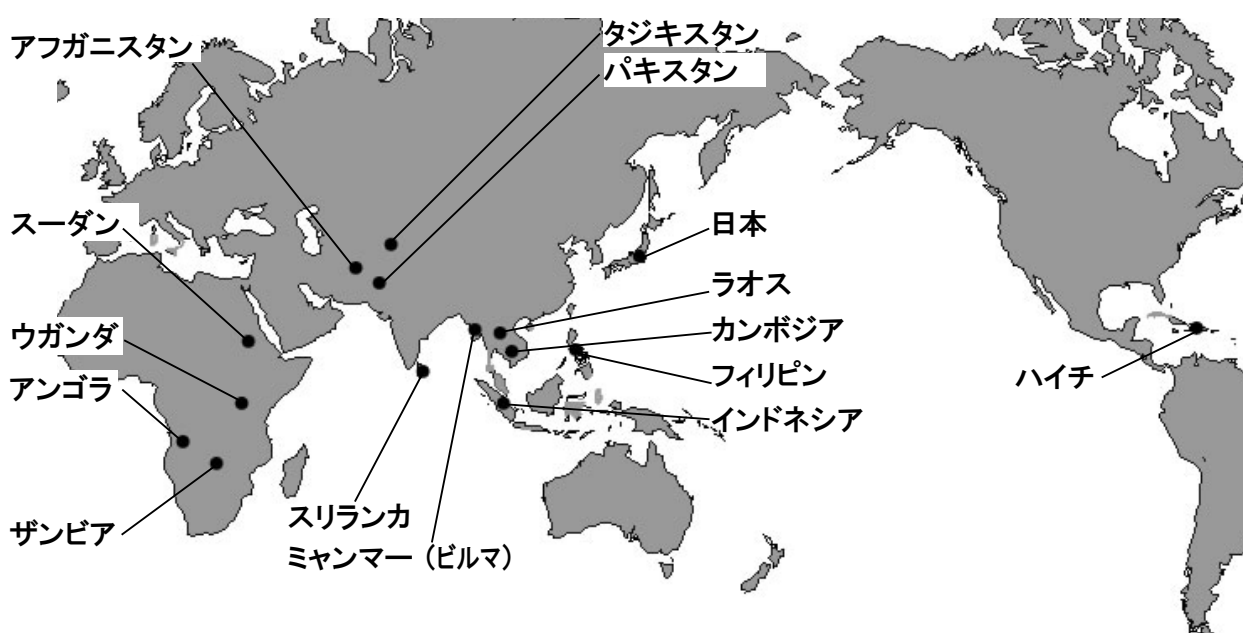 アフガニスタン
タジキスタン
パキスタン
スーダン
日本
ラオス
ウガンダ
カンボジア
アンゴラ
フィリピン
ハイチ
インドネシア
スリランカ
ザンビア
ミャンマー（ビルマ）